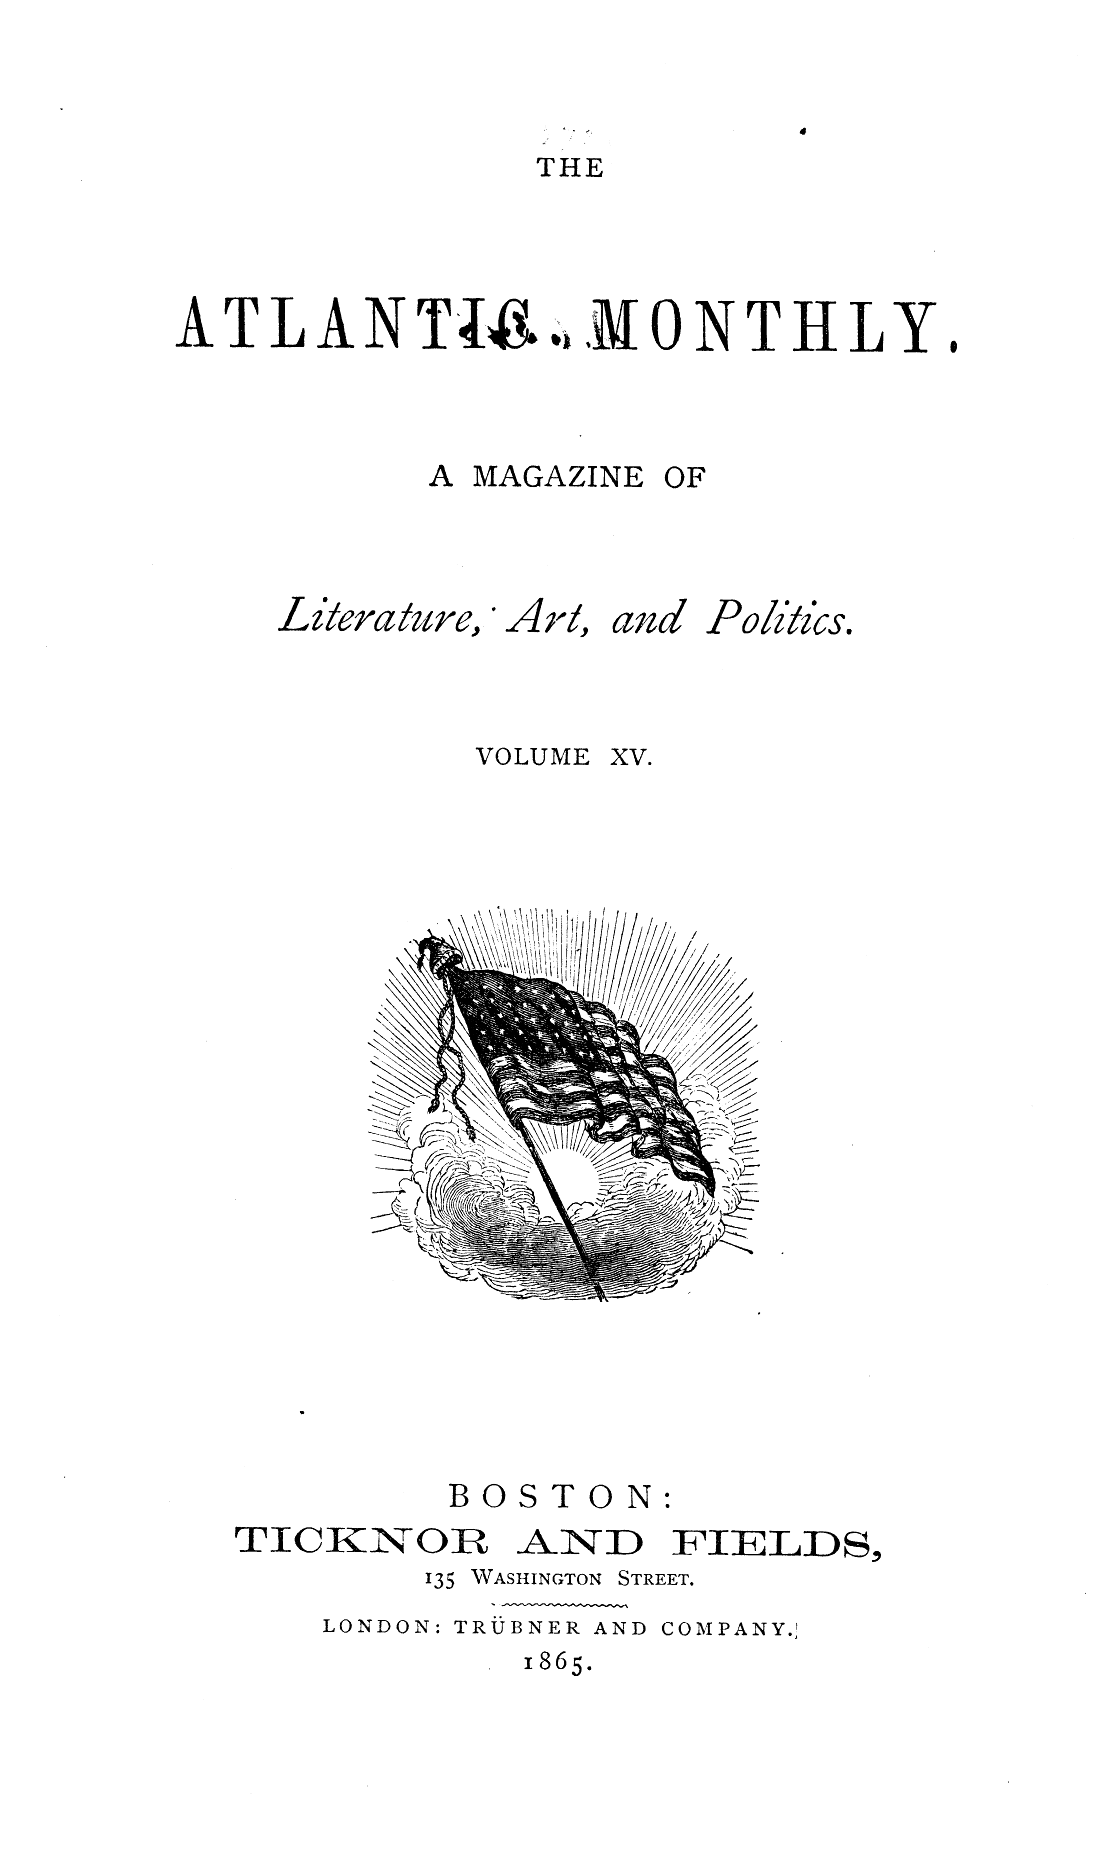 THE
ATLANTIC MONTHLY.
A MAGAZINE OF
Literature, Art, and Politics.
VOLUME XV.
BOSTON:
TICKNOR AND FIELDS,
135 WASHINGTON STREET.
LONDON: TRÜBNER AND COMPANY.
1865.